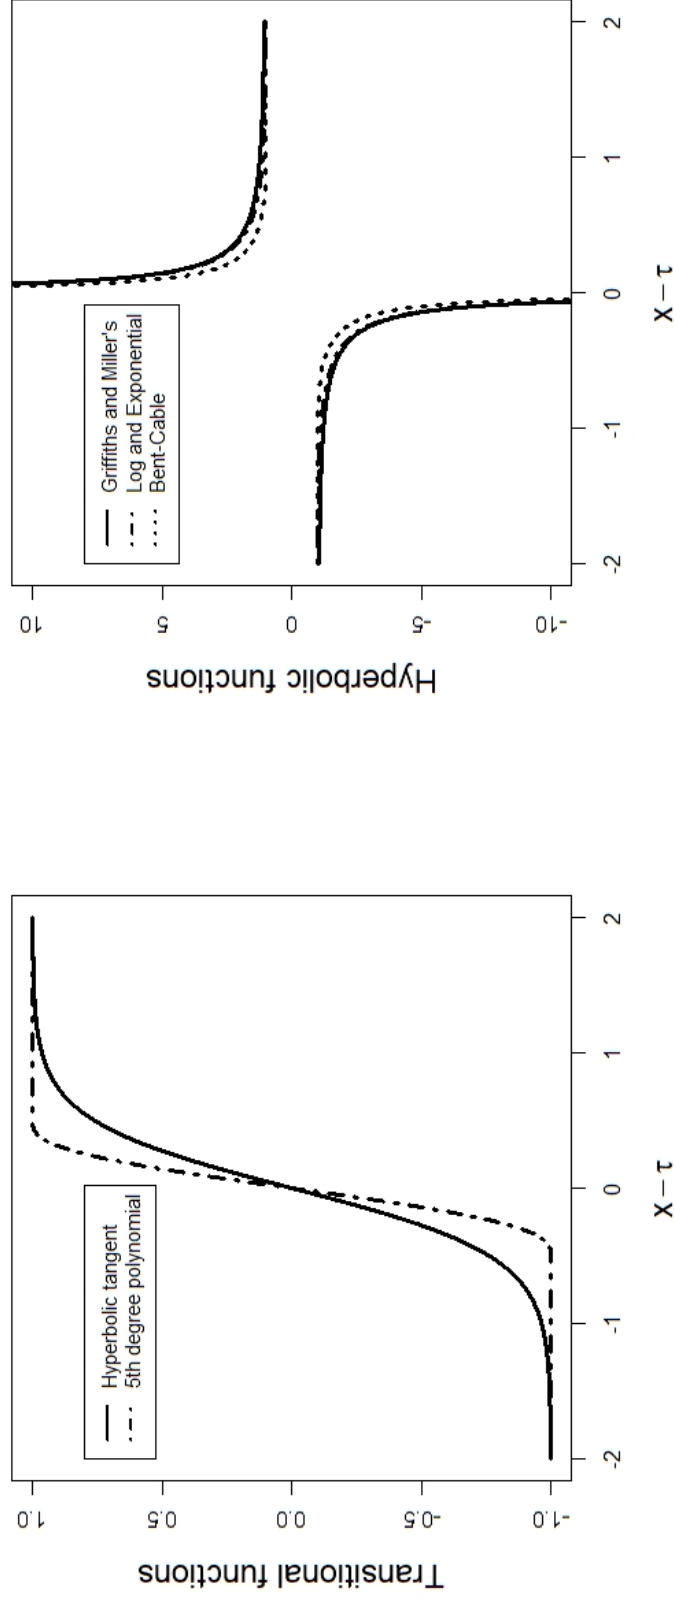 Transitional functions
1.0
0.5
0.0
-0.5
-1.0
Hyperbolic tangent
5th degree polynomial
-2
-1
0
1
2
x−τ
Hyperbolic functions
10
5
0
-5
-10
Griffiths and Miller's
Log and Exponential
Bent-Cable
-2
-1
0
1
2
x−τ